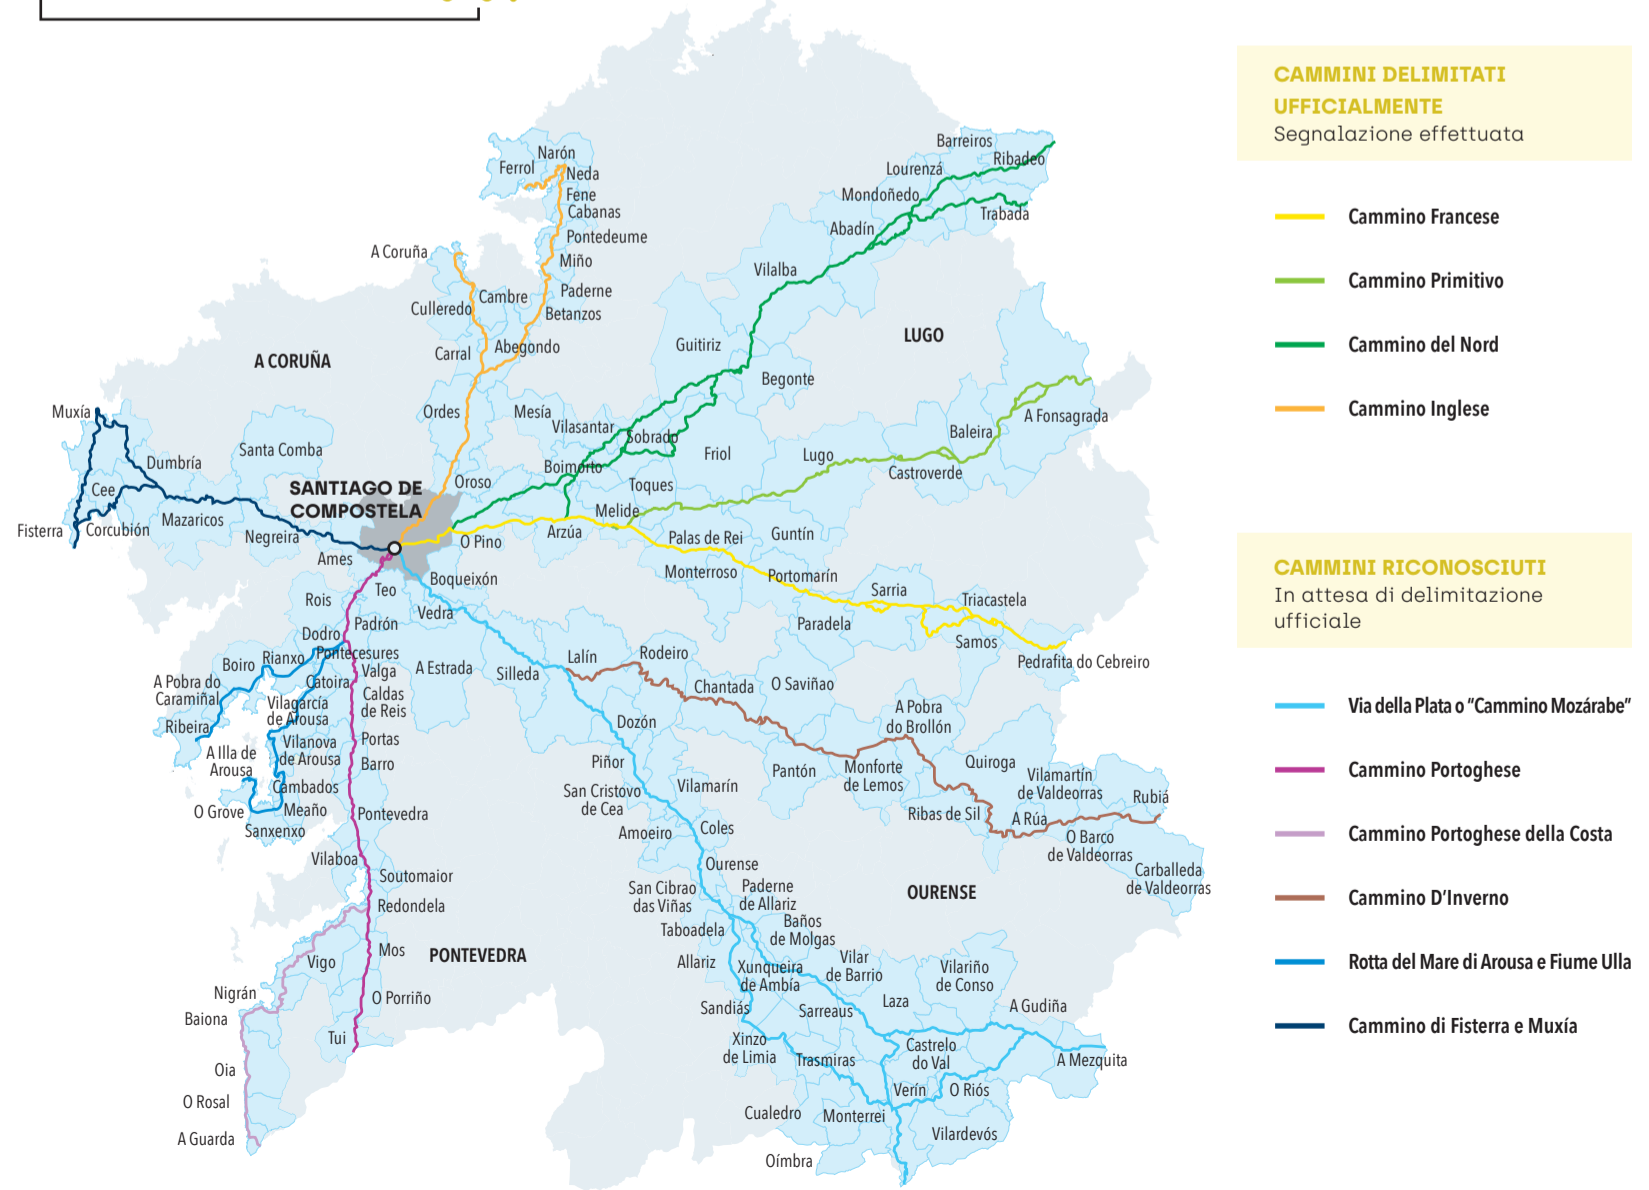 CAMMINI DELIMITATI
UFFICIALMENTE
Segnalazione effettuata
Cammino Francese
Cammino Primitivo
Cammino del Nord
Cammino Inglese
CAMMINI RICONOSCIUTI
In attesa di delimitazione
ufficiale
Via della Plata o "Cammino Mozárabe"
Cammino Portoghese
Cammino Portoghese della Costa
Cammino D'Inverno
Rotta del Mare di Arousa e Fiume Ulla
Cammino di Fisterra e Muxía
Barreiros
Narón
Ribadeo
Ferrol
Lourenzá
Neda
Fene
Mondoñedo
Cabanas
Trabada
Abadín
Pontedeume
A Coruña
Miño
Vilalba
Paderne
Cambre
Culleredo
Betanzos
LUGO
Guitiriz
Abegondo
Carral
A CORUÑA
Begonte
Muxía
Ordes
Mesía
A Fonsagrada
Vilasantar
Baleira
Sobrado
Santa Comba
Friol
Lugo
Dumbría
Boimorto
Castroverde
Oroso
Toques
Cee
SANTIAGO DE
COMPOSTELA
Melide
Mazaricos
Fisterra
Corcubión
Arzúa
Guntín
Negreira
Palas de Rei
O Pino
Ames
Monterroso
Portomarín
Boqueixón
Teo
Sarria
Rois
Triacastela
Vedra
Padrón
Paradela
Dodro
Samos
Pontecesures
Rodeiro
Rianxo
Lalín
Pedrafita do Cebreiro
Boiro
Valga
A Estrada
Silleda
A Pobra do
Caramiñal
Catoira
Chantada
O Saviñao
Caldas
de Reis
Vilagarcía
de Arousa
A Pobra
do Brollón
Ribeira
Dozón
Portas
Vilanova
de Arousa
A Illa de
Arousa
Barro
Piñor
Quiroga
Pantón
Monforte
de Lemos
Vilamartín
de Valdeorras
Cambados
Vilamarín
San Cristovo
de Cea
Rubiá
O Grove
Meaño
Pontevedra
Ribas de Sil
A Rúa
Sanxenxo
Amoeiro
Coles
O Barco
de Valdeorras
Vilaboa
Ourense
Soutomaior
Carballeda
de Valdeorras
San Cibrao
das Viñas
Paderne
de Allariz
OURENSE
Redondela
Baños
de Molgas
Taboadela
Mos
PONTEVEDRA
Vigo
Allariz
Vilar
de Barrio
Xunqueira
de Ambía
Vilariño
de Conso
Nigrán
O Porriño
Laza
A Gudiña
Sandiás
Sarreaus
Baiona
Tui
Xinzo
de Limia
Castrelo
do Val
Trasmiras
A Mezquita
Oia
Verín
O Riós
O Rosal
Cualedro
Monterrei
A Guarda
Vilardevós
Oímbra